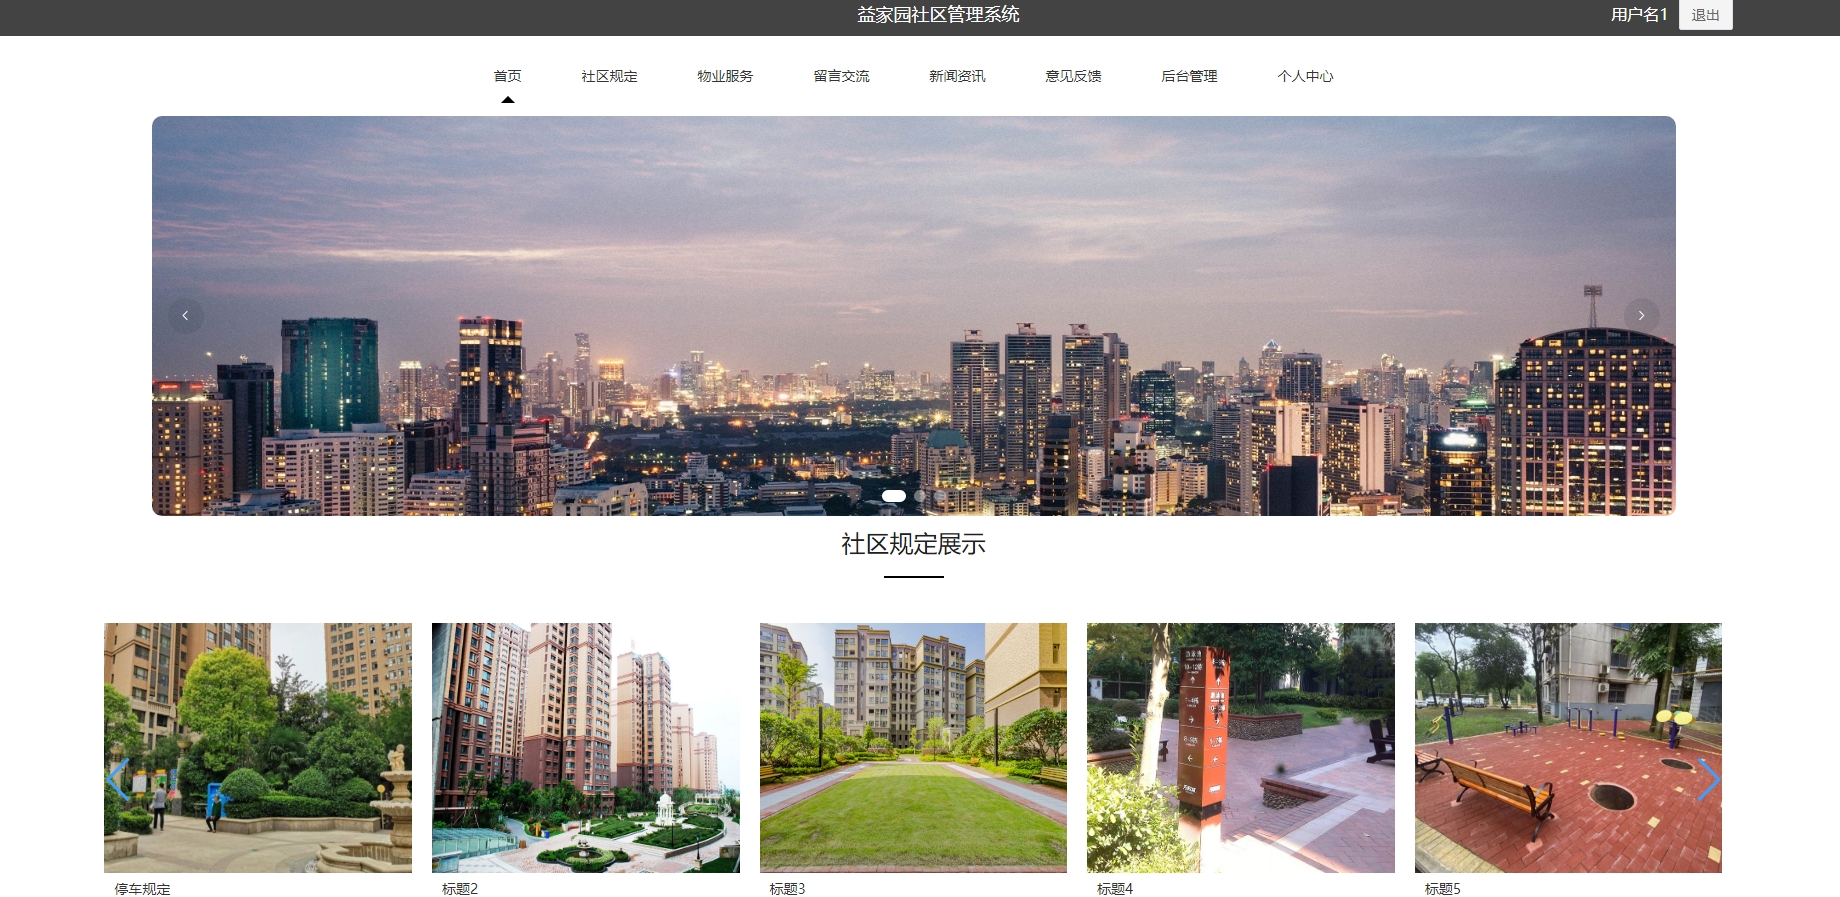 益家园社区管理系统
用户名1 退出
首页 社区规定 物业服务 留言交流 新闻资讯 意见反馈 后台管理 个人中心
社区规定展示
停车规定 标题2 标题3 标题4 标题5